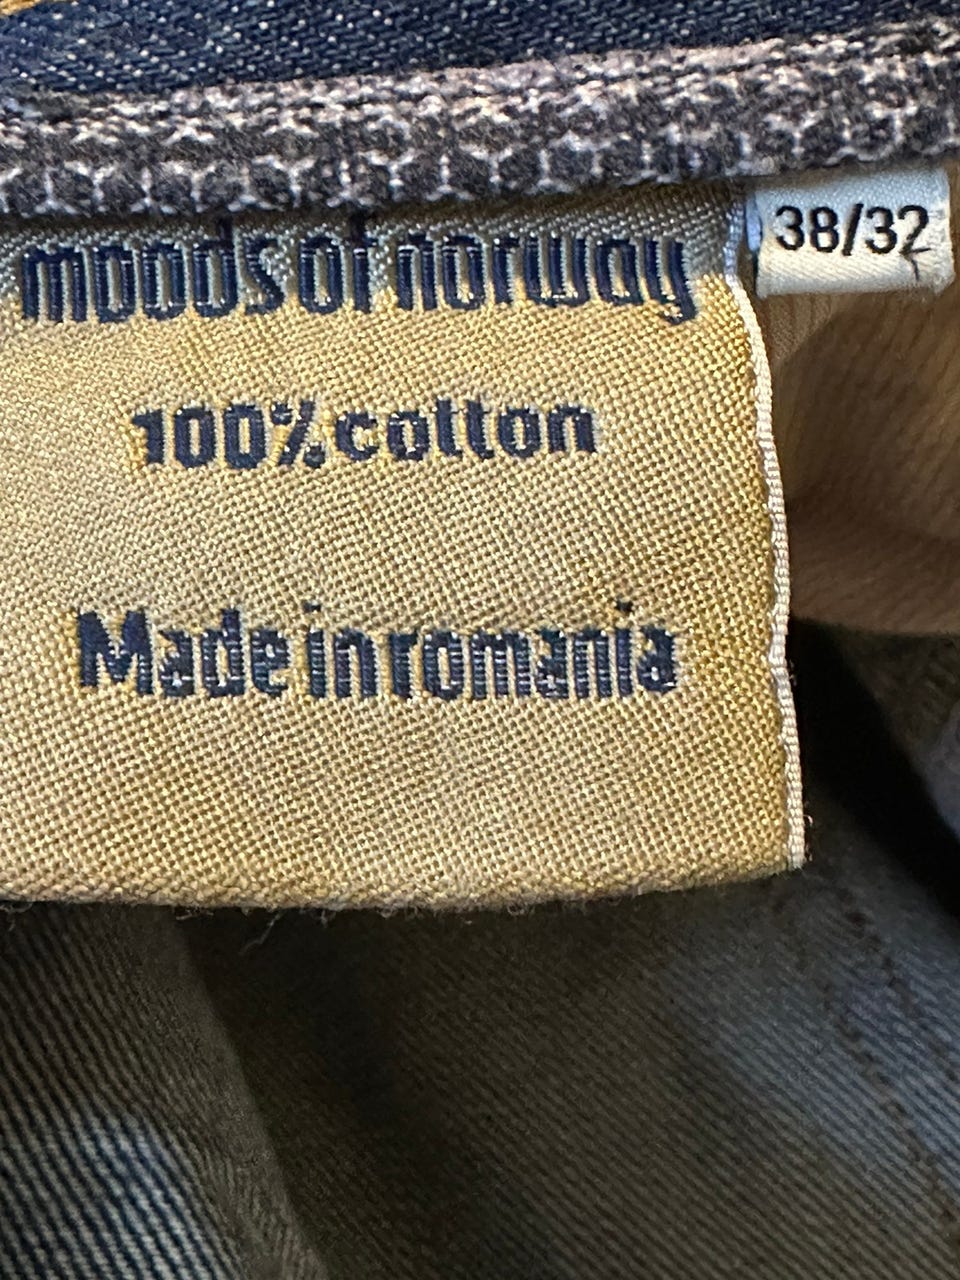 moods of norway
38/32
100% cotton
Made in romania